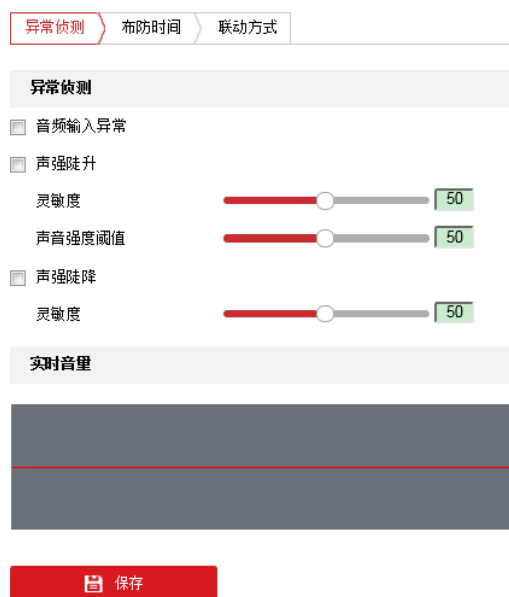 异常侦测 布防时间 联动方式
异常侦测
音频输入异常
声强陡升
灵敏度 50
声音强度阈值 50
声强陡降
灵敏度 50
实时音量
保存